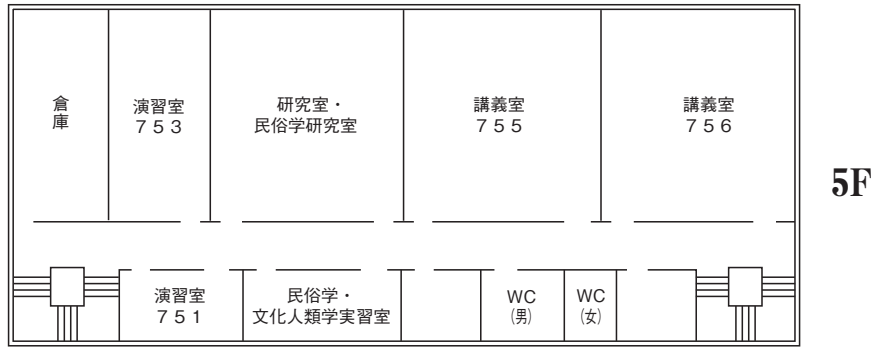 倉庫
演習室
７５３
研究室・
民俗学研究室
講義室
７５５
講義室
７５６
5F
演習室
７５１
民俗学・
文化人類学実習室
WC
(男)
WC
(女)